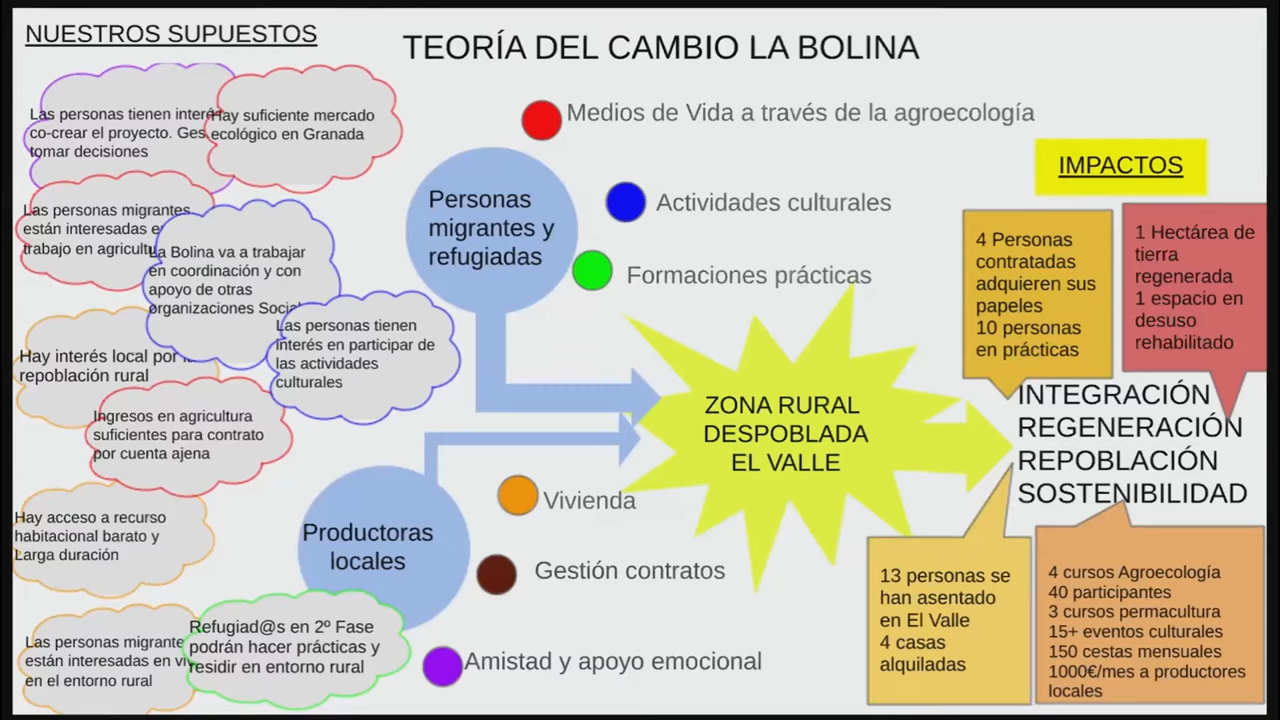 NUESTROS SUPUESTOS
TEORÍA DEL CAMBIO LA BOLINA
Las personas tienen interés
co-crear el proyecto. Ges
tomar decisiones
Hay suficiente mercado
ecológico en Granada
Las personas migrantes
están interesadas
trabajo en agricultu
La Bolina va a trabajar
en coordinación y con
apoyo de otras
organizaciones Social
Las personas tienen
interés en participar de
las actividades
culturales
Hay interés local por
repoblación rural
Ingresos en agricultura
suficientes para contrato
por cuenta ajena
Hay acceso a recurso
habitacional barato y
Larga duración
Las personas migrante
están interesadas en viv
en el entorno rural
Refugiad@s en 2º Fase
podrán hacer prácticas y
residir en entorno rural
Medios de Vida a través de la agroecología
Actividades culturales
Formaciones prácticas
Personas
migrantes y
refugiadas
Productoras
locales
Vivienda
Gestión contratos
Amistad y apoyo emocional
ZONA RURAL
DESPOBLADA
EL VALLE
IMPACTOS
4 Personas
contratadas
adquieren sus
papeles
10 personas
en prácticas
1 Hectárea de
tierra
regenerada
1 espacio en
desuso
rehabilitado
INTEGRACIÓN
REGENERACIÓN
REPOBLACIÓN
SOSTENIBILIDAD
13 personas se
han asentado
en El Valle
4 casas
alquiladas
4 cursos Agroecología
40 participantes
3 cursos permacultura
15+ eventos culturales
150 cestas mensuales
1000€/mes a productores
locales